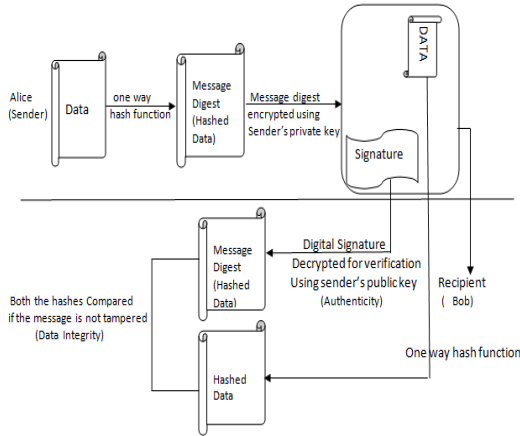 DATA
Alice
(Sender)
Data
one way
hash function
Message
Digest
(Hashed
Data)
Message digest
encrypted using
Sender's private key
Signature
Message
Digest
(Hashed
Data)
Digital Signature
Decrypted for verification
Using sender's public key
(Authenticity)
Recipient
( Bob)
Both the hashes Compared
if the message is not tampered
(Data Integrity)
One way hash function
Hashed
Data